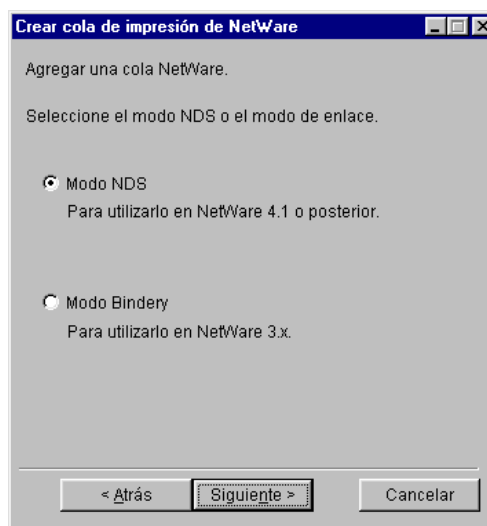 Crear cola de impresión de NetWare
Agregar una cola NetWare.
Seleccione el modo NDS o el modo de enlace.
Modo NDS
Para utilizarlo en NetWare 4.1 o posterior.
Modo Bindery
Para utilizarlo en NetWare 3.x.
< Atrás
Siguiente >
Cancelar